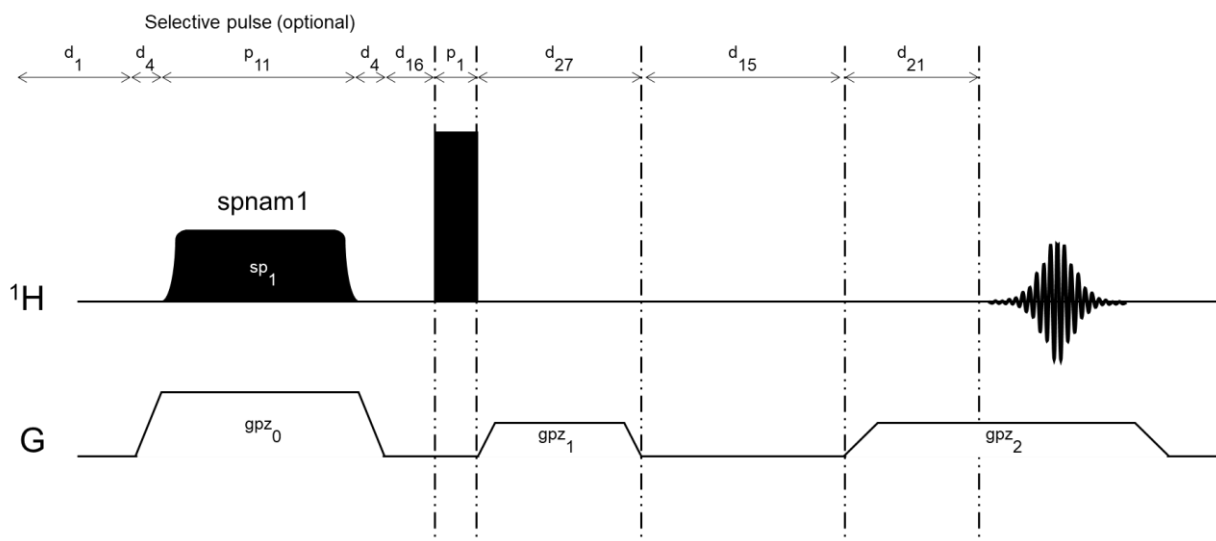 Selective pulse (optional)
d1 d4 p11 d4 d16 p1 d27 d15 d21
spnam1
sp1
1H
gpz0
gpz1
gpz2
G